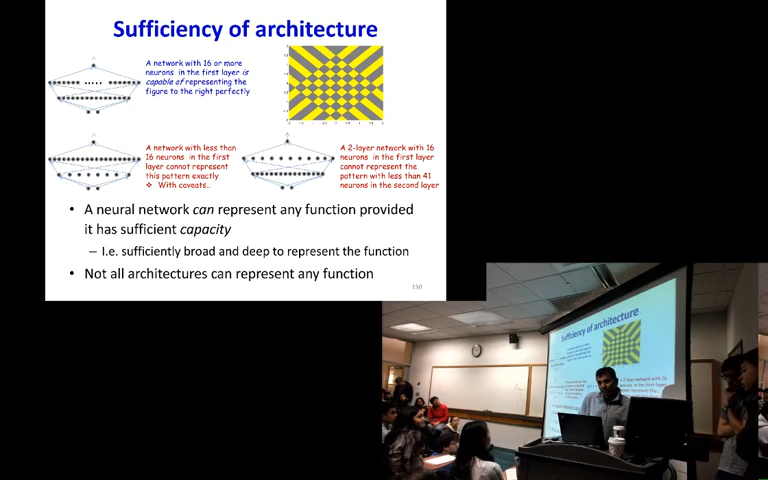 Sufficiency of architecture
A network with 16 or more
neurons in the first layer is
capable of representing the
figure to the right perfectly
A network with less than
16 neurons in the first
layer cannot represent
this pattern exactly
❖ With caveats..
A 2-layer network with 16
neurons in the first layer
cannot represent the
pattern with less than 41
neurons in the second layer
• A neural network can represent any function provided
it has sufficient capacity
– I.e. sufficiently broad and deep to represent the function
• Not all architectures can represent any function
150
Sufficiency of architecture